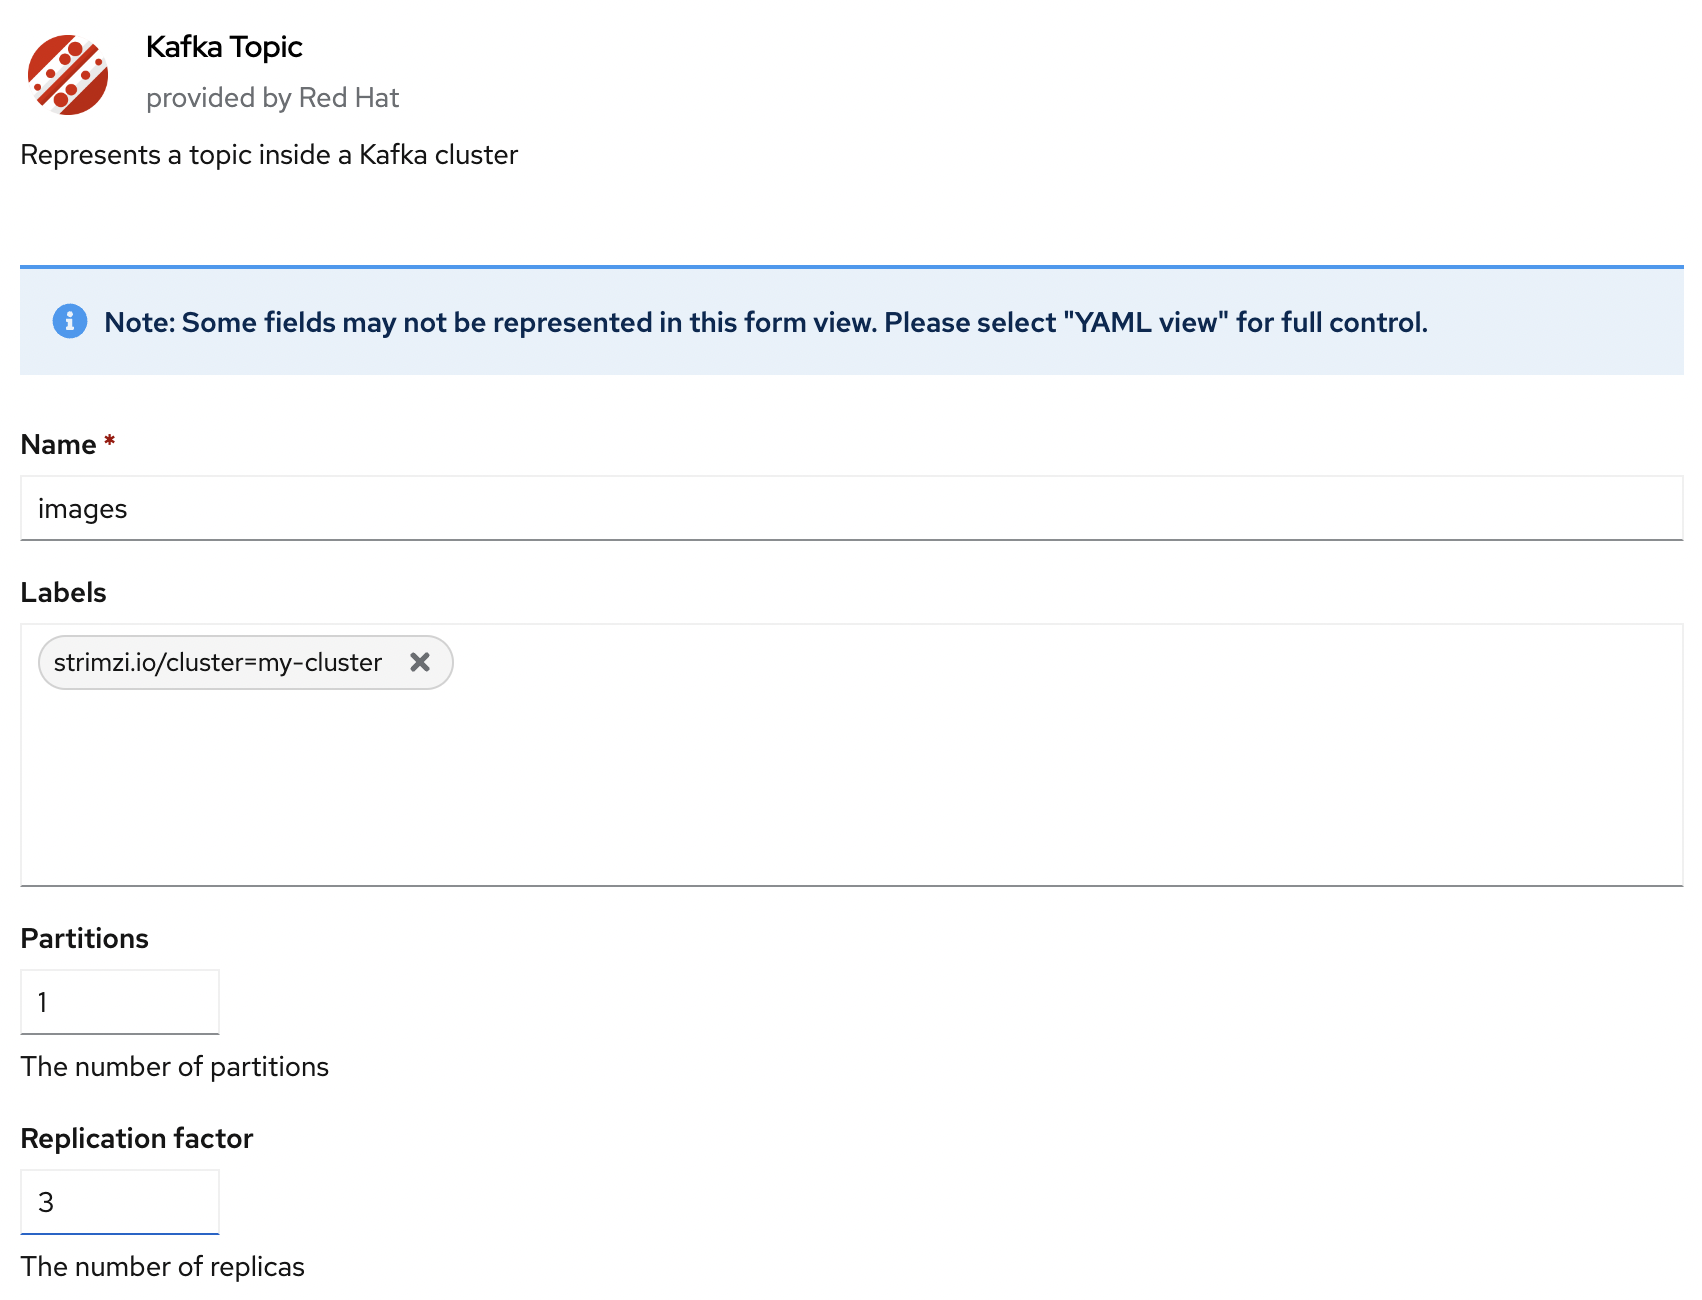 Kafka Topic
provided by Red Hat
Represents a topic inside a Kafka cluster
Note: Some fields may not be represented in this form view. Please select "YAML view" for full control.
Name *
images
Labels
strimzi.io/cluster=my-cluster
Partitions
1
The number of partitions
Replication factor
3
The number of replicas